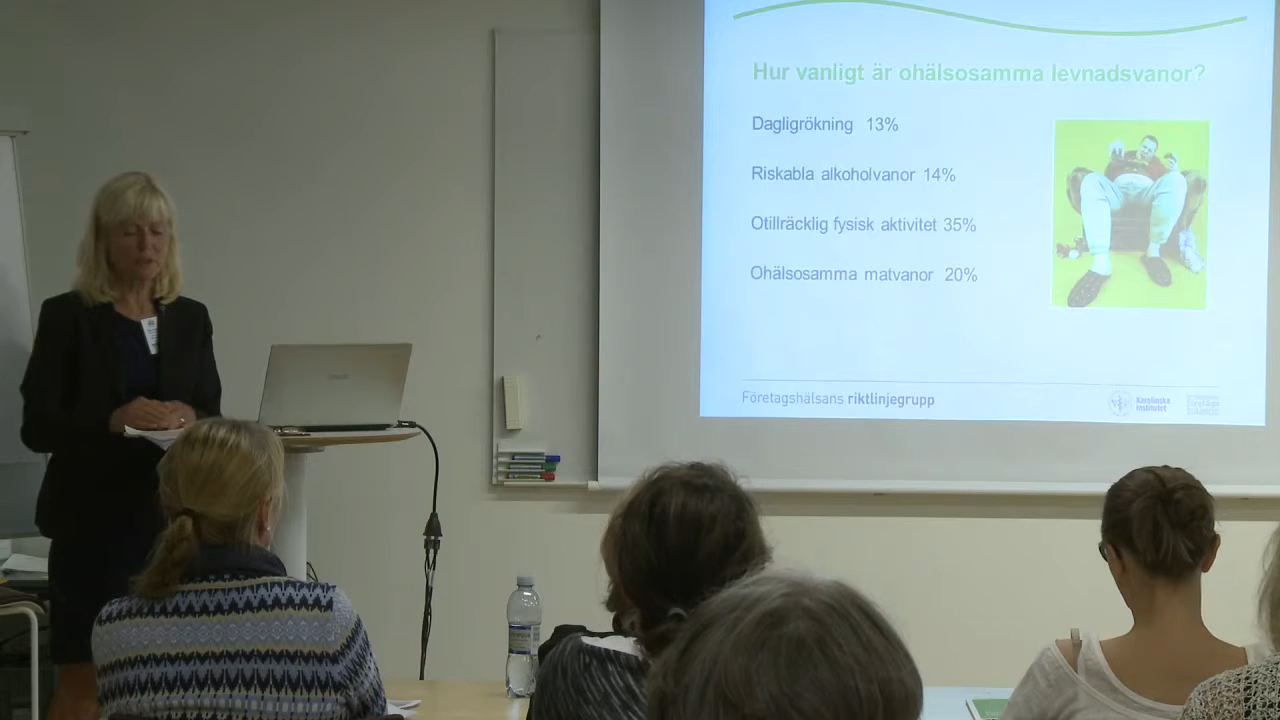 Hur vanligt är ohälsosamma levnadsvanor?
Dagligrökning 13%
Riskabla alkoholvanor 14%
Otillräcklig fysisk aktivitet 35%
Ohälsosamma matvanor 20%
Företagshälsans riktlinjegrupp
Karolinska
Institutet